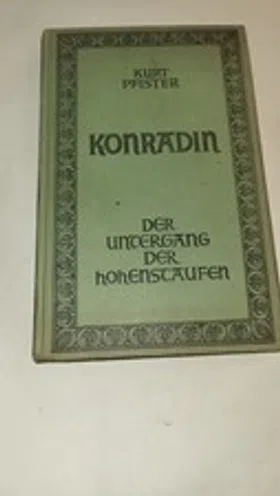 KURT
PFISTER
KONRADIN
DER
UNTERGANG
DER
HOHENSTAUFEN